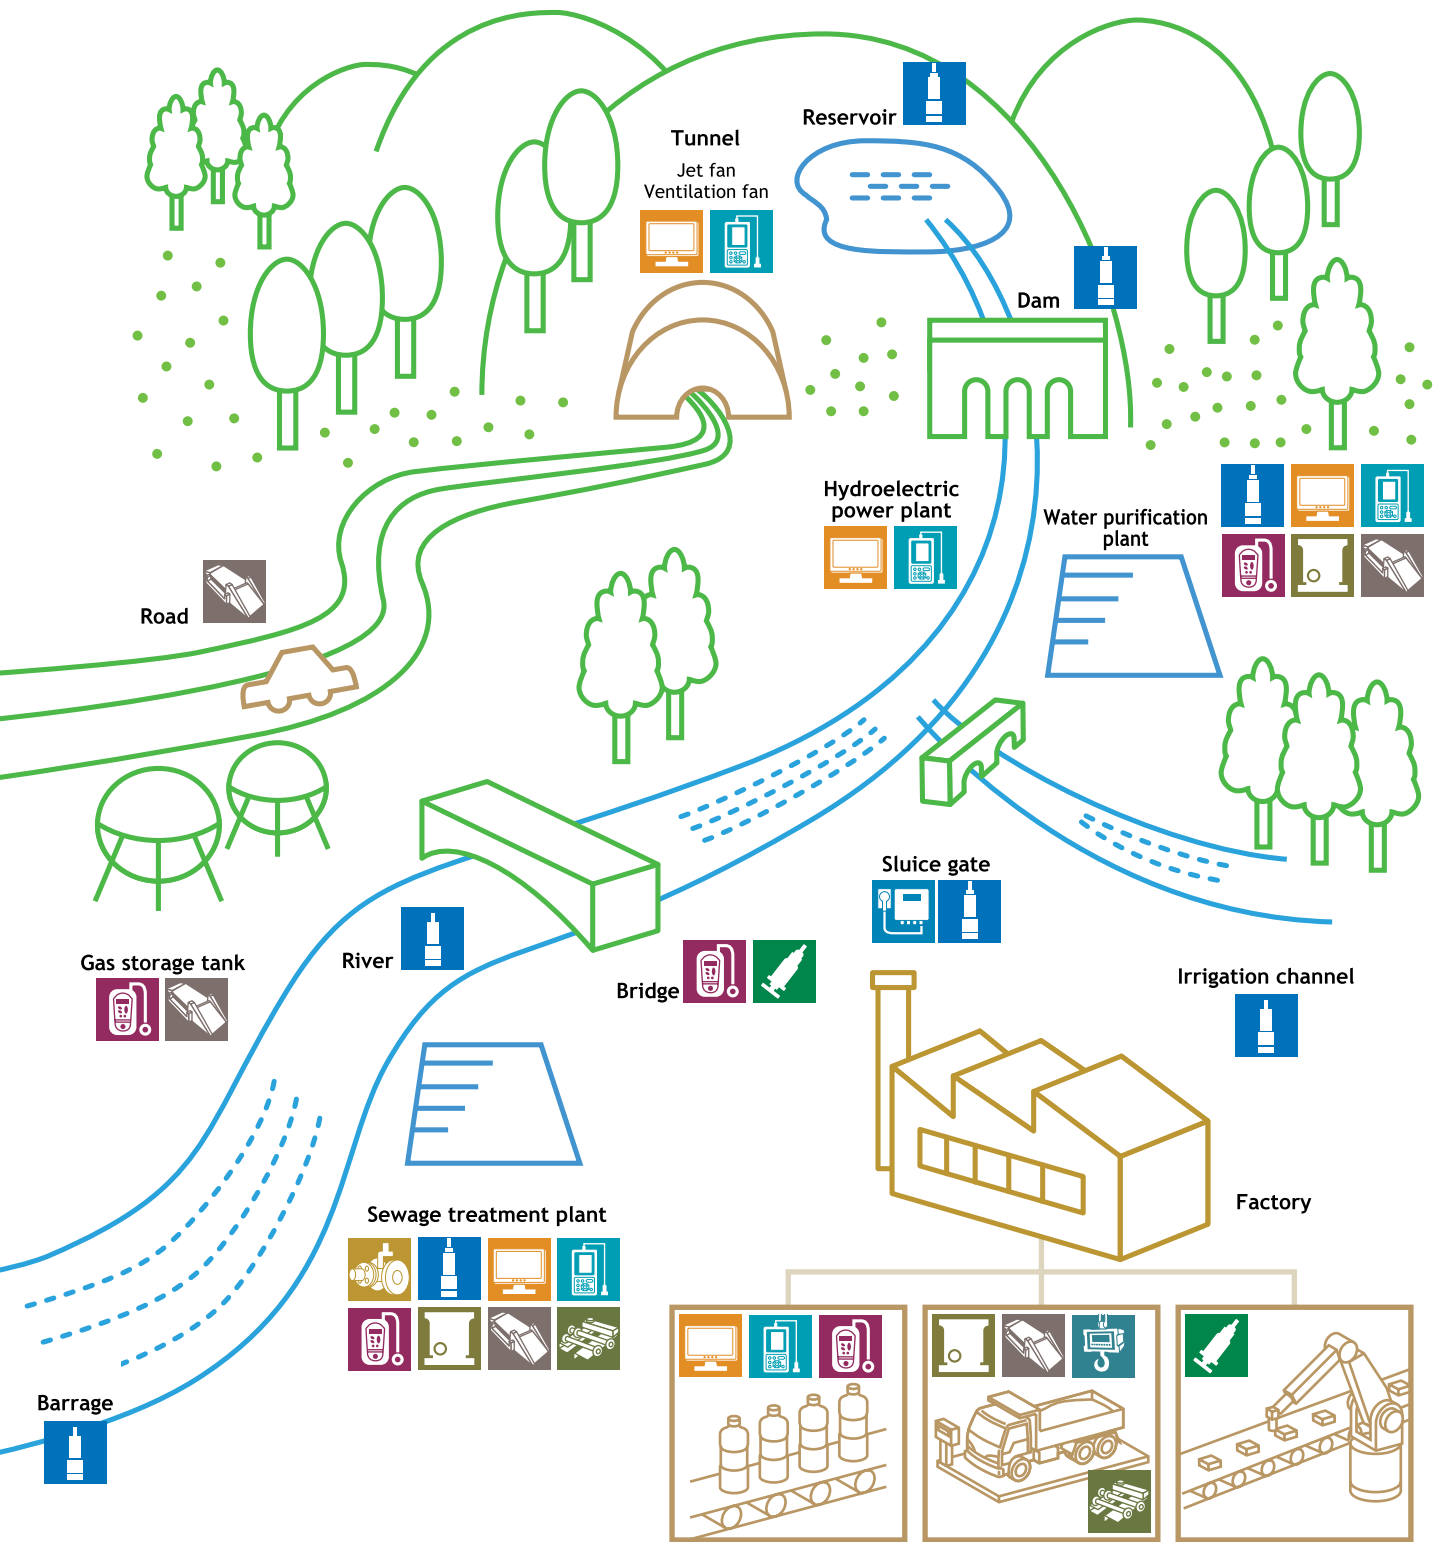 Reservoir
Tunnel
Jet fan
Ventilation fan
Dam
Hydroelectric
power plant
Water purification
plant
Road
Sluice gate
River
Gas storage tank
Bridge
Irrigation channel
Factory
Sewage treatment plant
Barrage